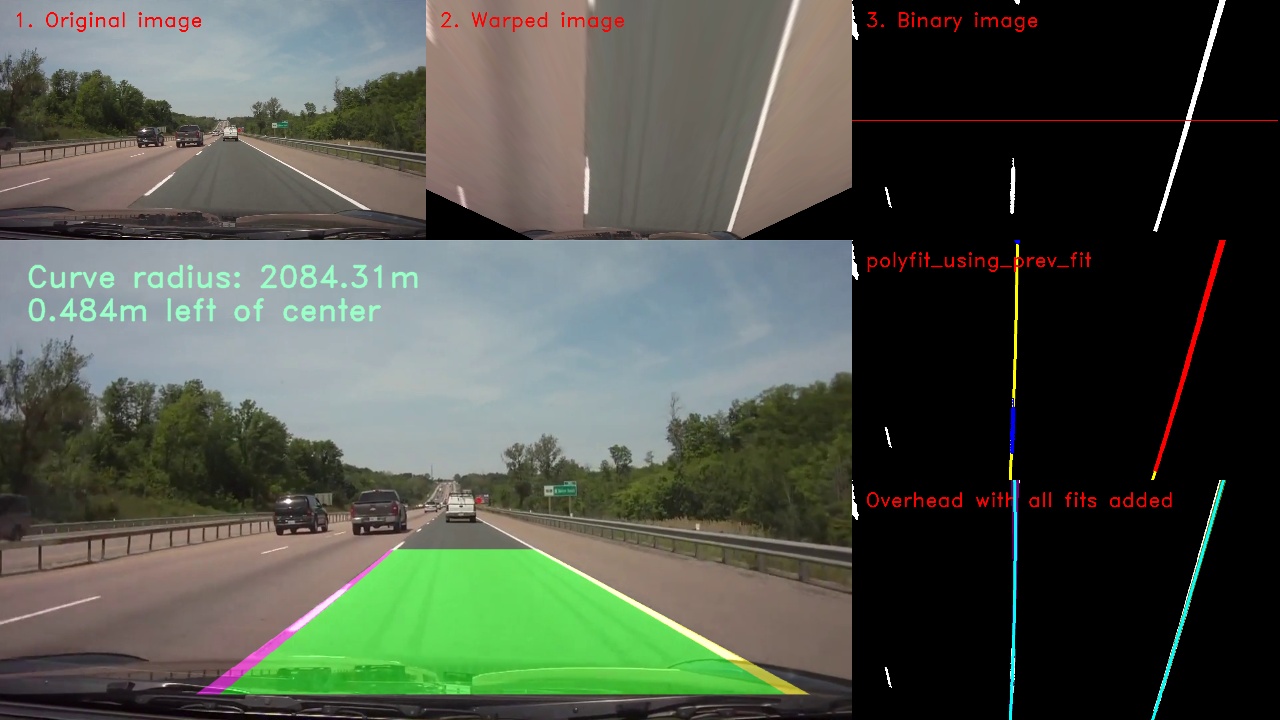 1. Original image
2. Warped image
3. Binary image
Curve radius: 2084.31m
0.484m left of center
polyfit_using_prev_fit
Overhead with all fits added